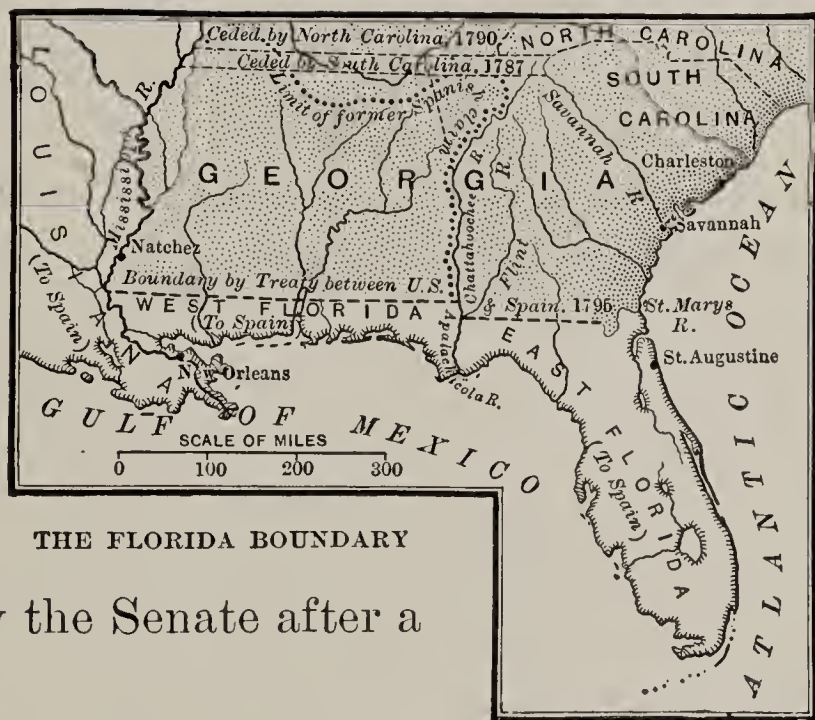 Ceded by North Carolina, 1790
NORTH CAROLINA
Ceded by South Carolina, 1787
SOUTH
CAROLINA
Limit of former Spanish claim
GEORGIA
Savannah R.
Charleston
Savannah
Mississippi R.
LOUISIANA
(To Spain)
Natchez
Chattahoochee R.
Flint R.
Boundary by Treaty between U.S.
& Spain. 1795
WEST FLORIDA
(To Spain)
St. Marys
R.
St. Augustine
Apalachicola R.
New Orleans
EAST FLORIDA
(To Spain)
GULF OF MEXICO
ATLANTIC OCEAN
SCALE OF MILES
0 100 200 300
THE FLORIDA BOUNDARY
the Senate after a